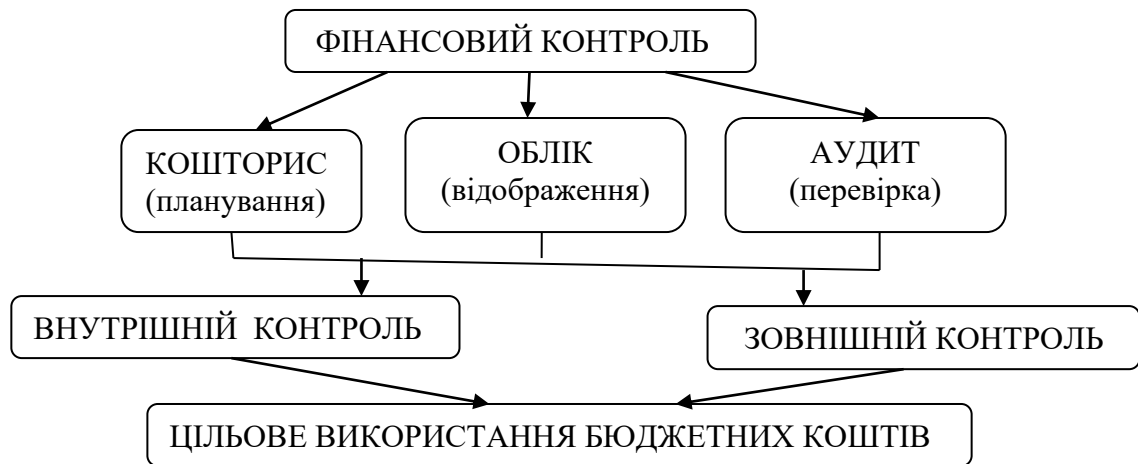 ФІНАНСОВИЙ КОНТРОЛЬ
КОШТОРИС
(планування)
ОБЛІК
(відображення)
АУДИТ
(перевірка)
ВНУТРІШНІЙ КОНТРОЛЬ
ЗОВНІШНІЙ КОНТРОЛЬ
ЦІЛЬОВЕ ВИКОРИСТАННЯ БЮДЖЕТНИХ КОШТІВ